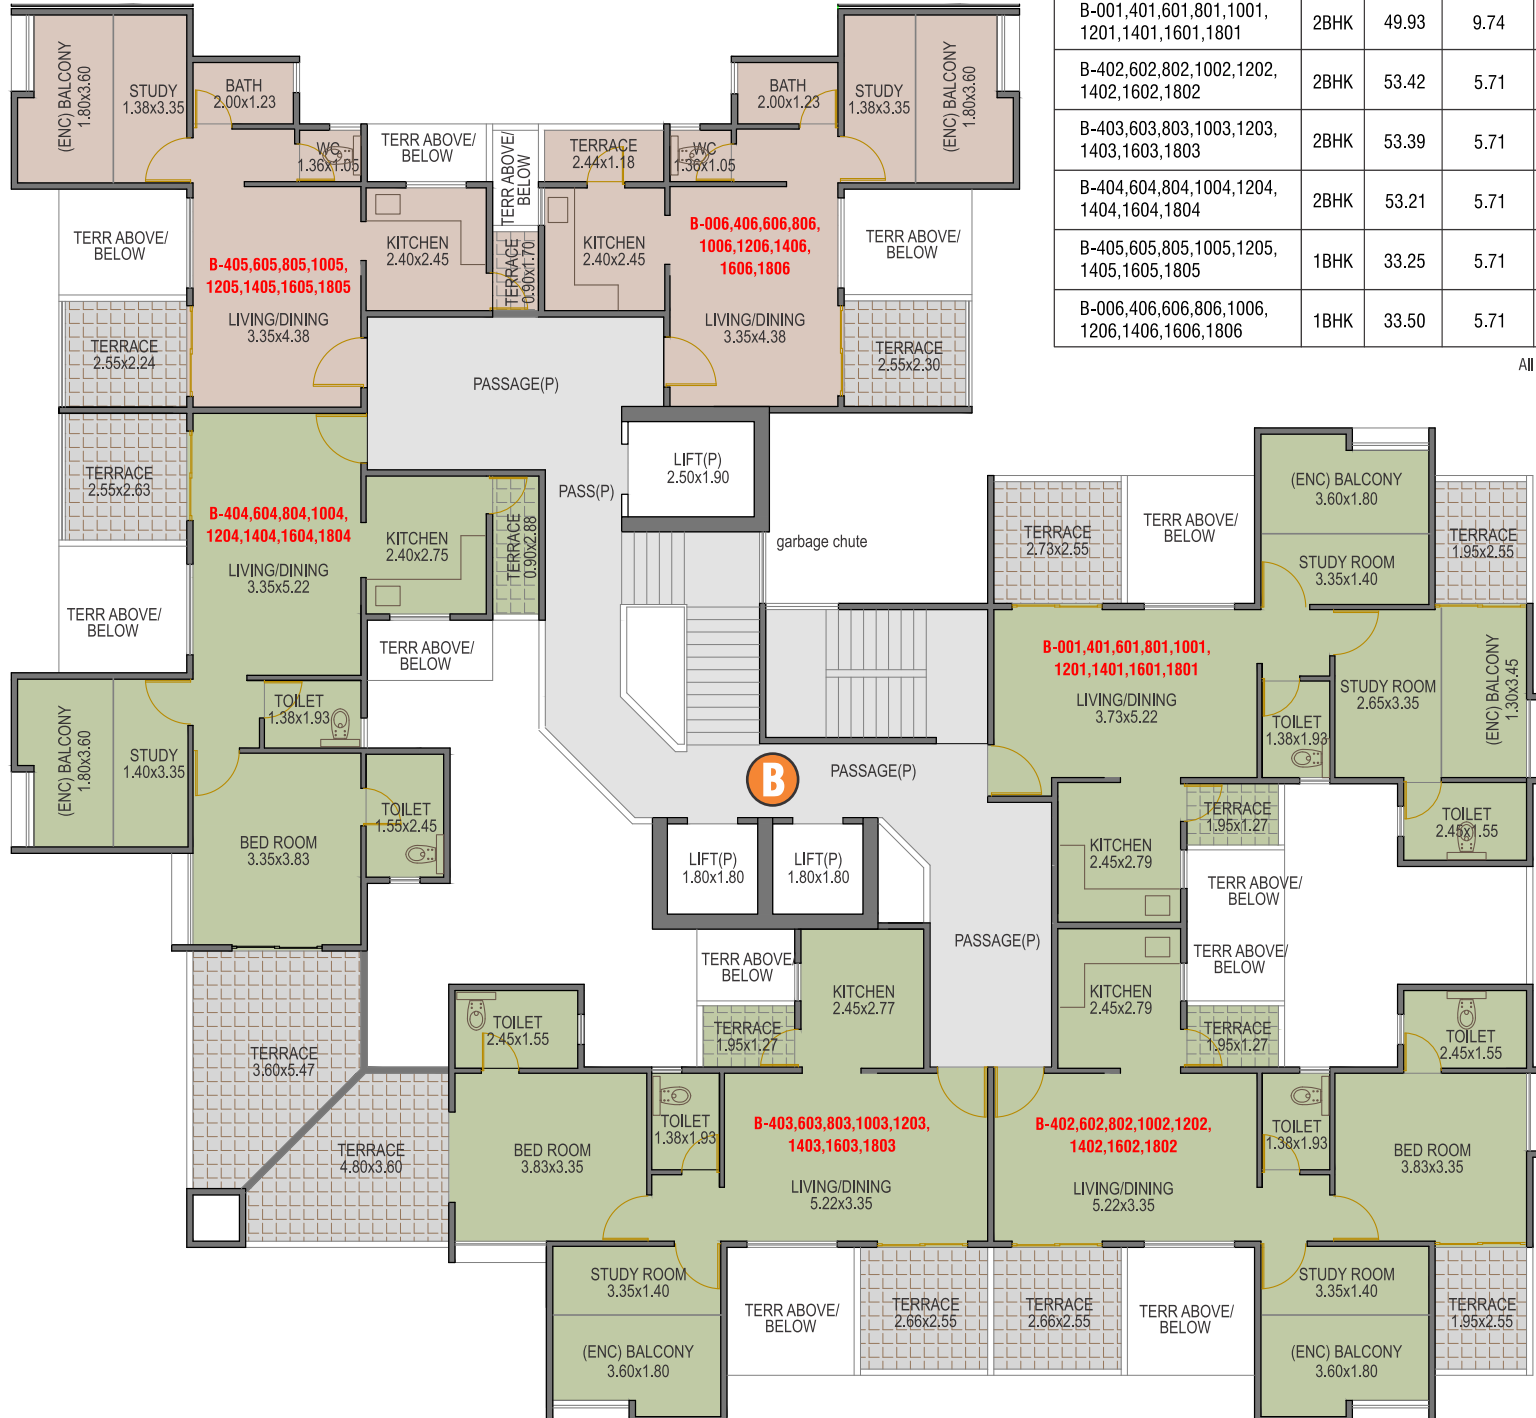 B-001,401,601,801,1001,
1201,1401,1601,1801
2BHK
49.93
9.74
B-402,602,802,1002,1202,
1402,1602,1802
2BHK
53.42
5.71
B-403,603,803,1003,1203,
1403,1603,1803
2BHK
53.39
5.71
B-404,604,804,1004,1204,
1404,1604,1804
2BHK
53.21
5.71
B-405,605,805,1005,1205,
1405,1605,1805
1BHK
33.25
5.71
B-006,406,606,806,1006,
1206,1406,1606,1806
1BHK
33.50
5.71
All
(ENC) BALCONY
1.80x3.60
STUDY
1.38x3.35
BATH
2.00x1.23
WC
1.36x1.05
TERR ABOVE/
BELOW
TERR ABOVE/
BELOW
TERRACE
2.44x1.18
BATH
2.00x1.23
WC
1.36x1.05
STUDY
1.38x3.35
(ENC) BALCONY
1.80x3.60
TERR ABOVE/
BELOW
B-405,605,805,1005,
1205,1405,1605,1805
LIVING/DINING
3.35x4.38
KITCHEN
2.40x2.45
TERRACE
0.90x1.70
KITCHEN
2.40x2.45
B-006,406,606,806,
1006,1206,1406,
1606,1806
LIVING/DINING
3.35x4.38
TERR ABOVE/
BELOW
TERRACE
2.55x2.24
TERRACE
2.55x2.30
PASSAGE(P)
TERRACE
2.55x2.63
B-404,604,804,1004,
1204,1404,1604,1804
LIVING/DINING
3.35x5.22
KITCHEN
2.40x2.75
TERRACE
0.90x2.88
PASS(P)
LIFT(P)
2.50x1.90
garbage chute
TERR ABOVE/
BELOW
TERR ABOVE/
BELOW
TERRACE
2.73x2.55
TERR ABOVE/
BELOW
(ENC) BALCONY
3.60x1.80
STUDY ROOM
3.35x1.40
TERRACE
1.95x2.55
B-001,401,601,801,1001,
1201,1401,1601,1801
LIVING/DINING
3.73x5.22
STUDY ROOM
2.65x3.35
(ENC) BALCONY
1.30x3.45
TOILET
1.38x1.93
(ENC) BALCONY
1.80x3.60
STUDY
1.40x3.35
TOILET
1.38x1.93
BED ROOM
3.35x3.83
TOILET
1.55x2.45
B
PASSAGE(P)
LIFT(P)
1.80x1.80
LIFT(P)
1.80x1.80
KITCHEN
2.45x2.79
TERRACE
1.95x1.27
TOILET
2.45x1.55
TERR ABOVE/
BELOW
TERR ABOVE/
BELOW
PASSAGE(P)
TERR ABOVE/
BELOW
KITCHEN
2.45x2.77
KITCHEN
2.45x2.79
TERRACE
1.95x1.27
TERRACE
1.95x1.27
TERRACE
3.60x5.47
TOILET
2.45x1.55
TOILET
2.45x1.55
TERRACE
4.80x3.60
BED ROOM
3.83x3.35
TOILET
1.38x1.93
B-403,603,803,1003,1203,
1403,1603,1803
LIVING/DINING
5.22x3.35
B-402,602,802,1002,1202,
1402,1602,1802
LIVING/DINING
5.22x3.35
TOILET
1.38x1.93
BED ROOM
3.83x3.35
STUDY ROOM
3.35x1.40
(ENC) BALCONY
3.60x1.80
TERR ABOVE/
BELOW
TERRACE
2.66x2.55
TERRACE
2.66x2.55
TERR ABOVE/
BELOW
STUDY ROOM
3.35x1.40
(ENC) BALCONY
3.60x1.80
TERRACE
1.95x2.55